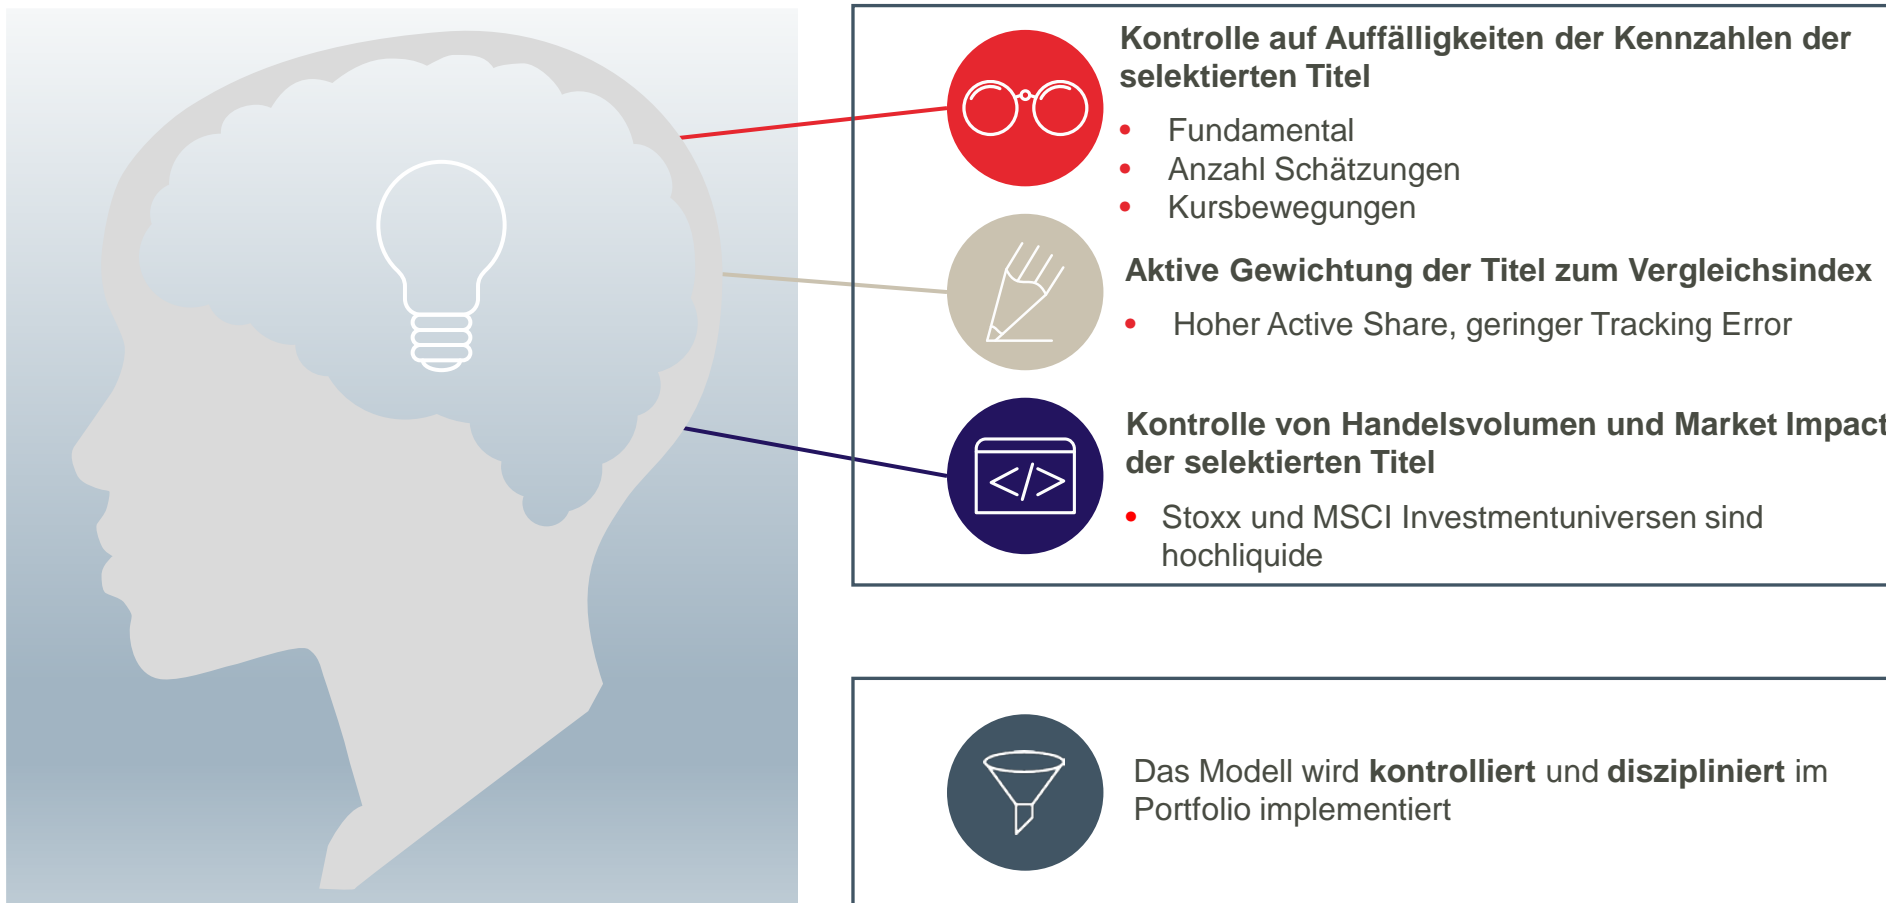 Kontrolle auf Auffälligkeiten der Kennzahlen der
selektierten Titel
• Fundamental
• Anzahl Schätzungen
• Kursbewegungen
Aktive Gewichtung der Titel zum Vergleichsindex
• Hoher Active Share, geringer Tracking Error
Kontrolle von Handelsvolumen und Market Impact
der selektierten Titel
• Stoxx und MSCI Investmentuniversen sind
hochliquide
</>
Das Modell wird kontrolliert und diszipliniert im
Portfolio implementiert